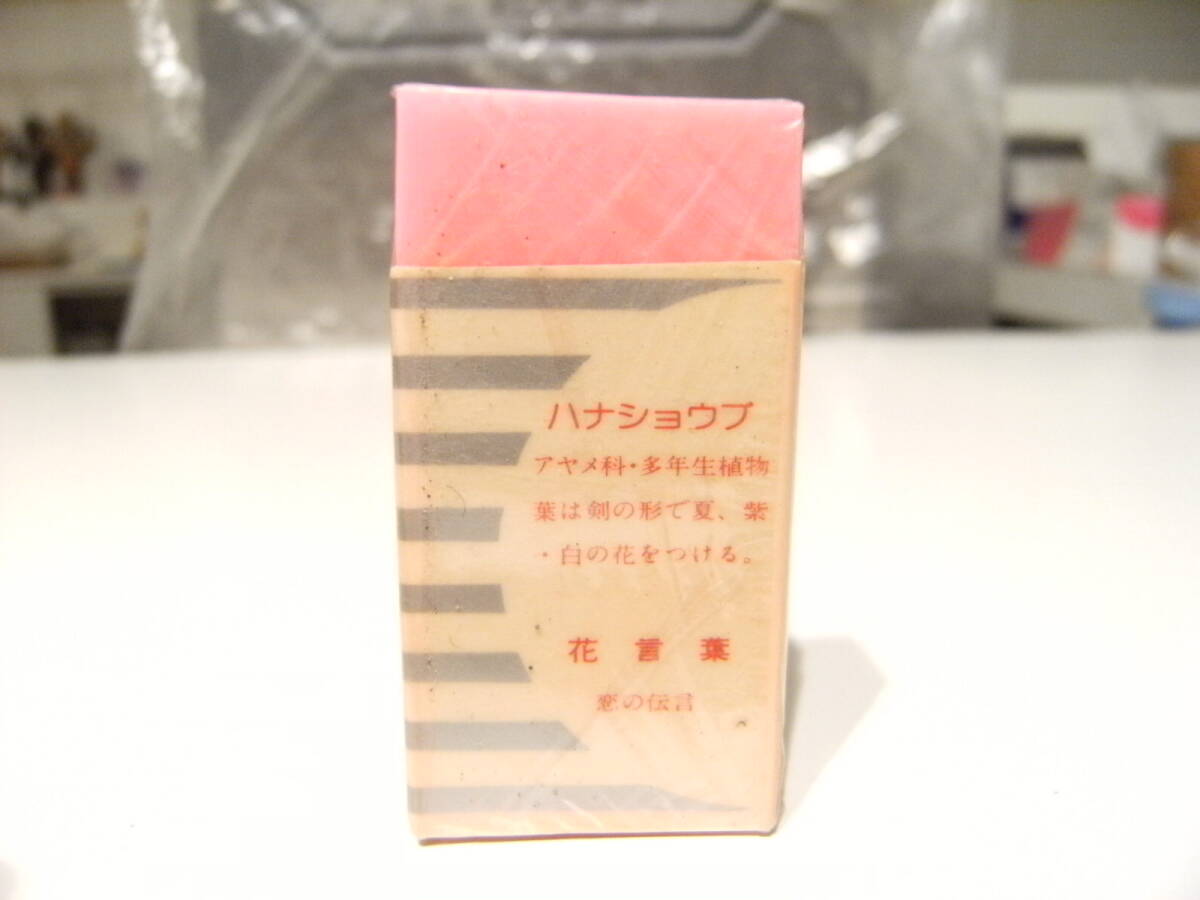 ハナショウブ
アヤメ科・多年生植物
葉は剣の形で夏、紫
・白の花をつける。
花言葉
恋の伝言